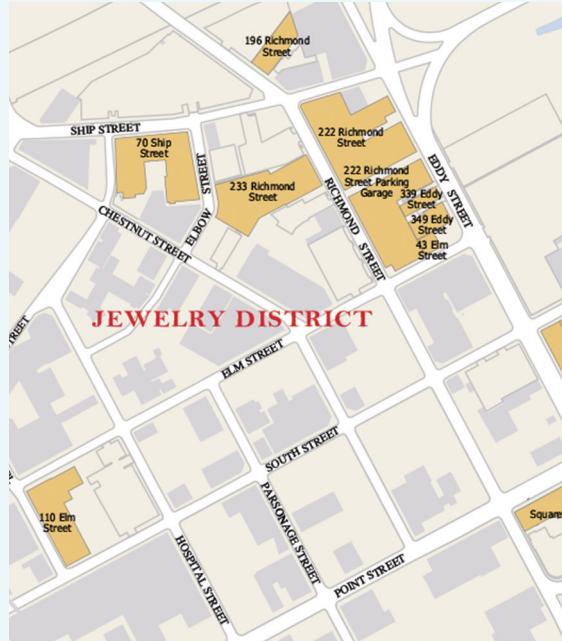 196 Richmond
Street
SHIP STREET
70 Ship
Street
222 Richmond
Street
EDDY STREET
ELBOW STREET
233 Richmond
Street
222 Richmond
Street Parking
Garage
339 Eddy
Street
349 Eddy
Street
43 Elm
Street
RICHMOND STREET
CHESTNUT STREET
JEWELRY DISTRICT
ELM STREET
SOUTH STREET
110 Elm
Street
PARSONAGE STREET
HOSPITAL STREET
POINT STREET
Square